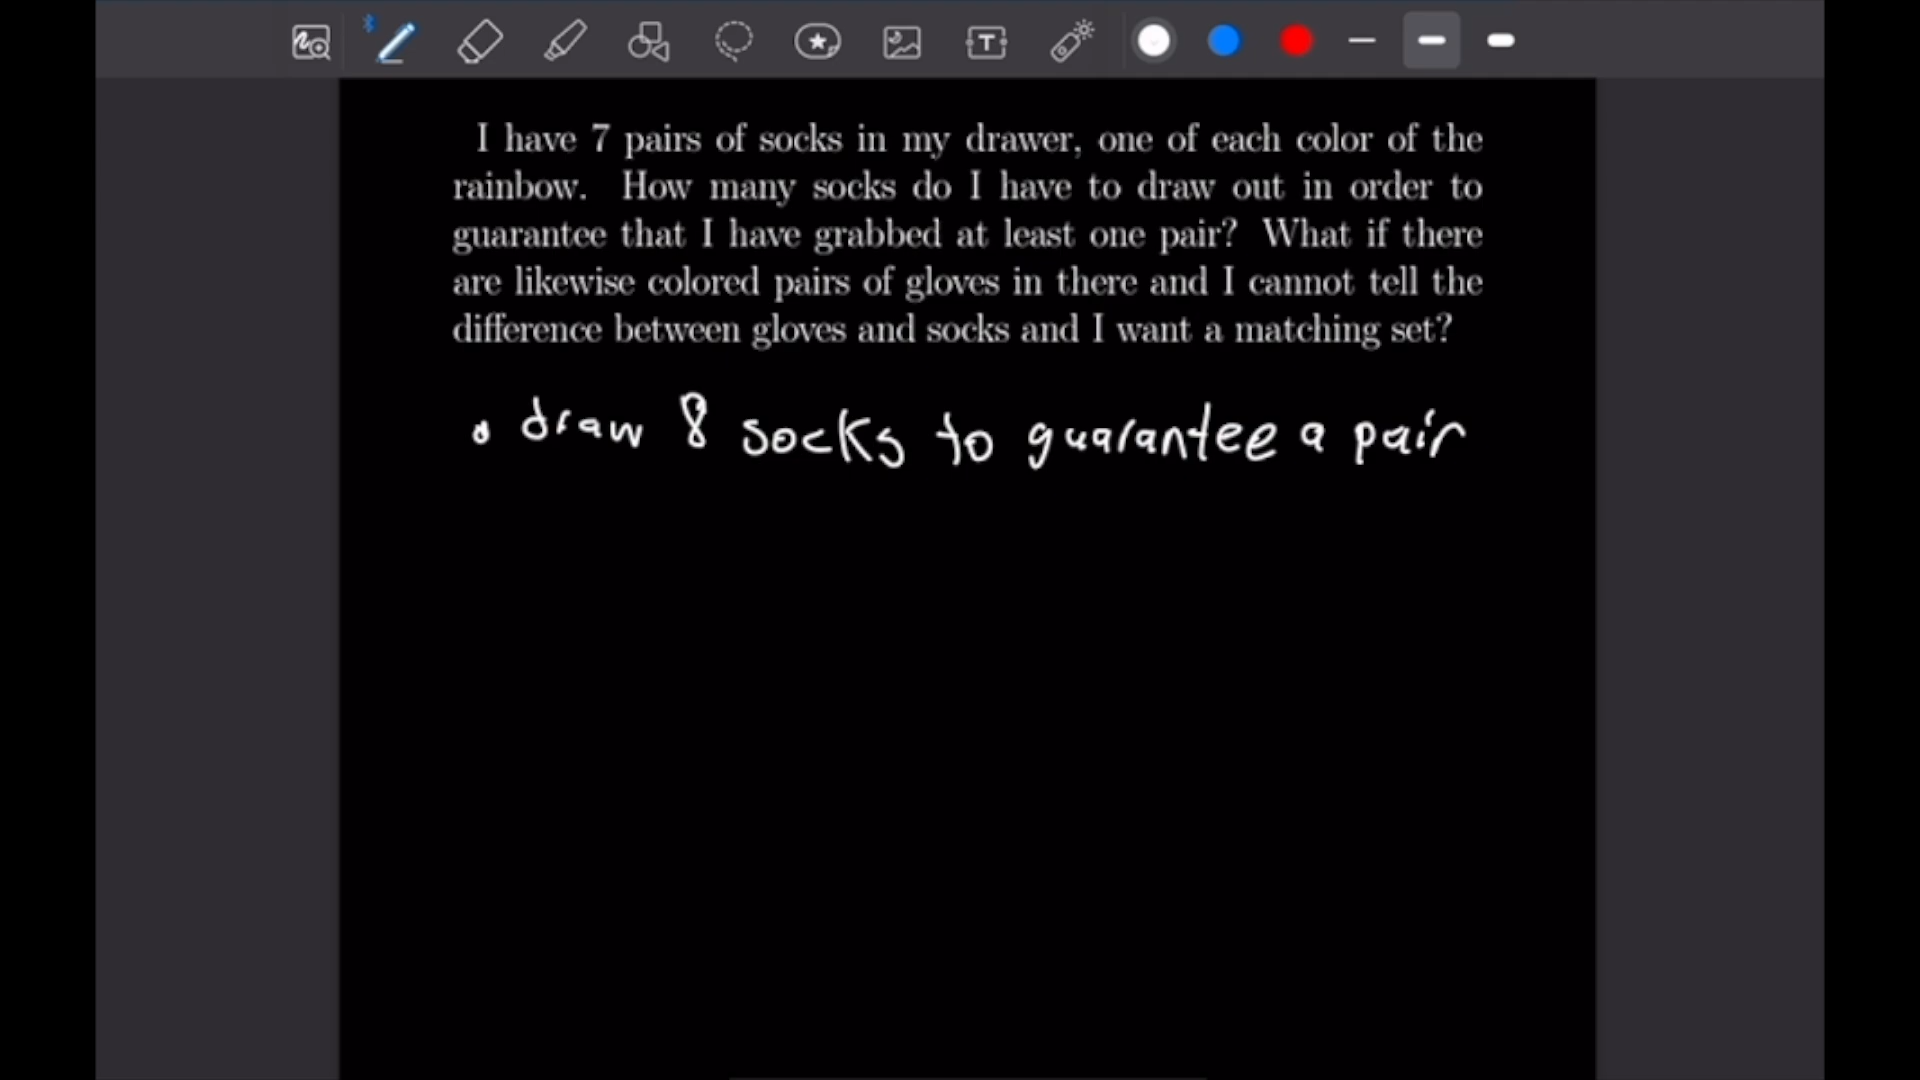 I have 7 pairs of socks in my drawer, one of each color of the
rainbow. How many socks do I have to draw out in order to
guarantee that I have grabbed at least one pair? What if there
are likewise colored pairs of gloves in there and I cannot tell the
difference between gloves and socks and I want a matching set?
• draw 8 socks to guarantee a pair